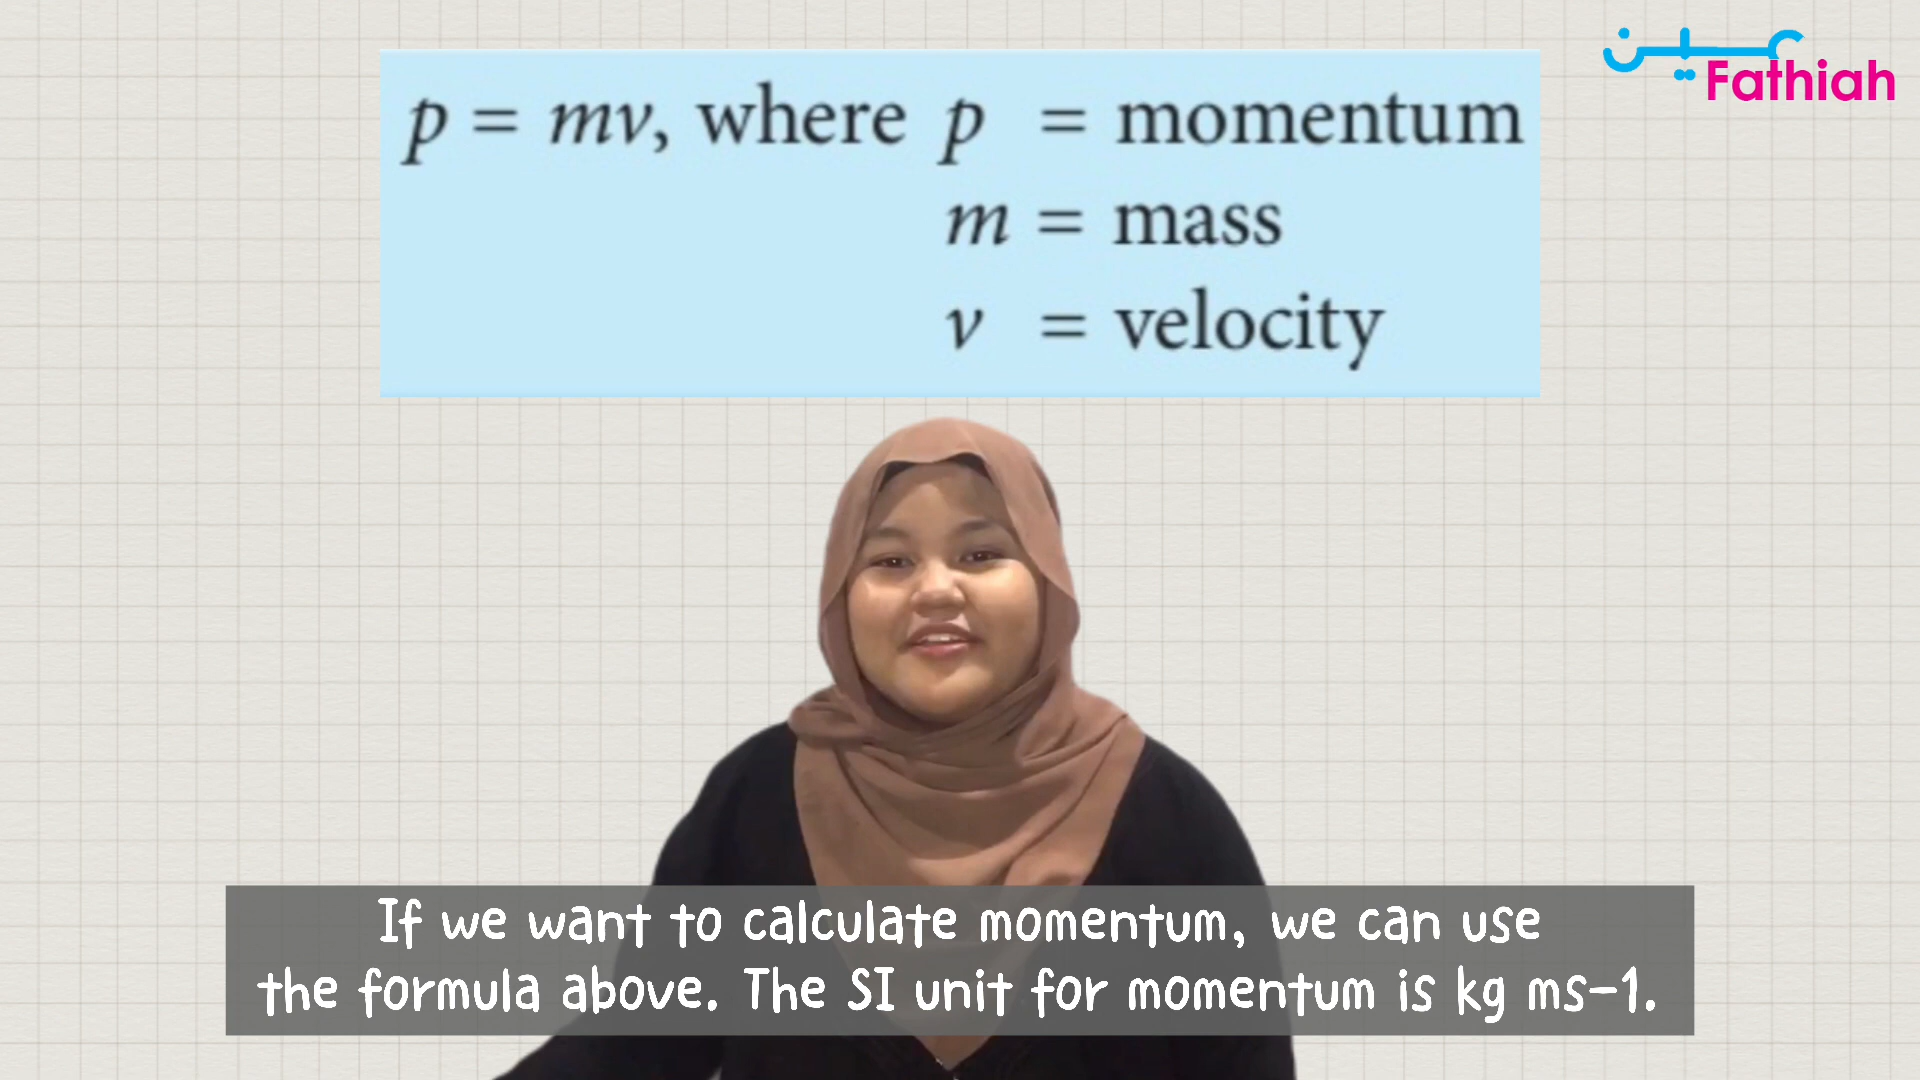 عين
Fathiah
p = mv, where p = momentum
m = mass
v = velocity
If we want to calculate momentum, we can use
the formula above. The SI unit for momentum is kg ms-1.